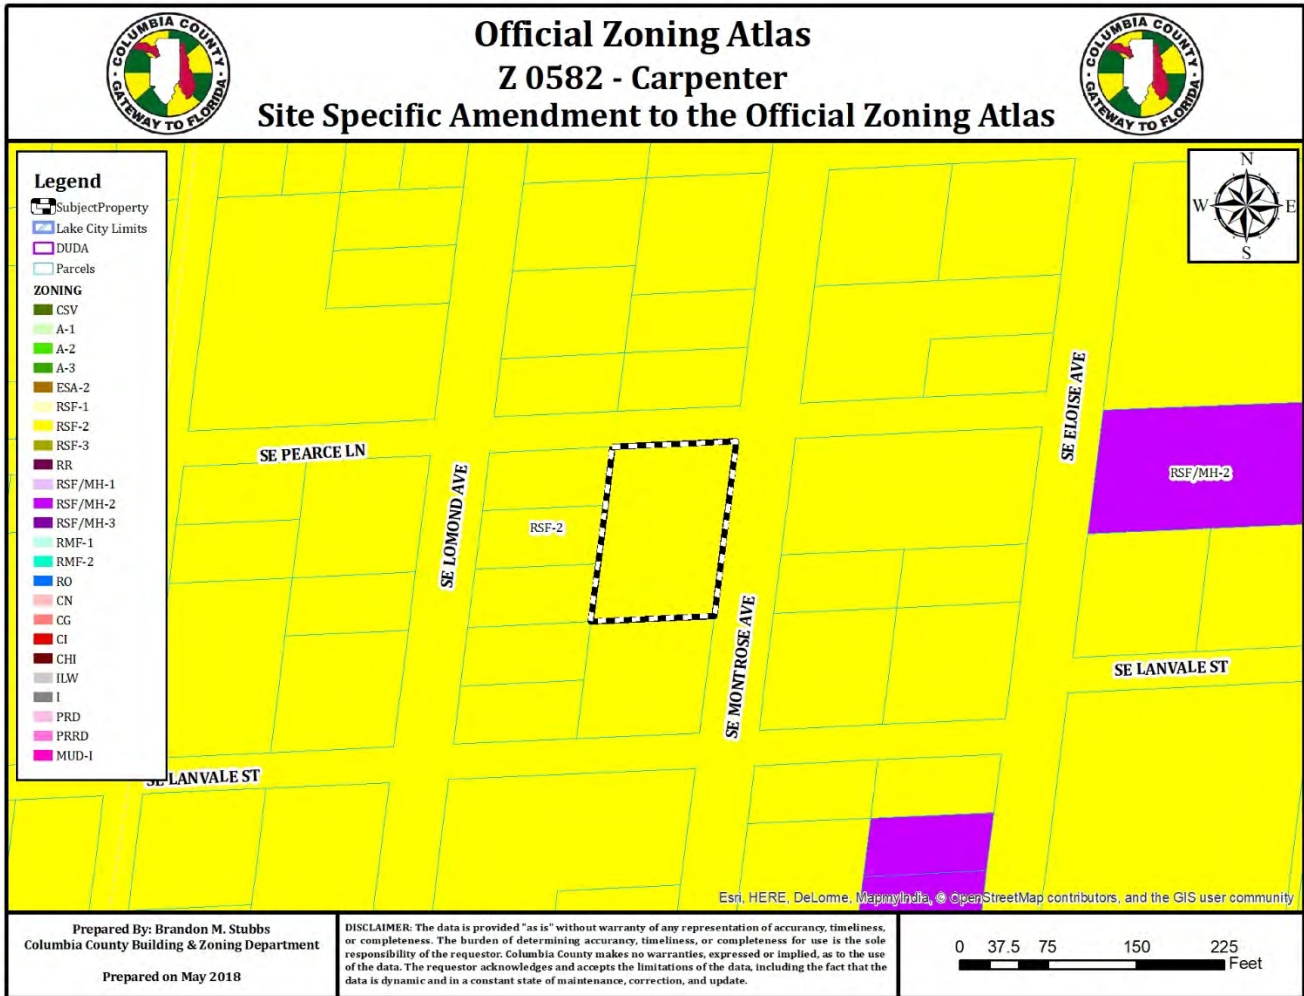 Official Zoning Atlas
Z 0582 - Carpenter
Site Specific Amendment to the Official Zoning Atlas
COLUMBIA COUNTY
GATEWAY TO FLORIDA
COLUMBIA COUNTY
GATEWAY TO FLORIDA
Legend
SubjectProperty
Lake City Limits
DUDA
Parcels
ZONING
CSV
A-1
A-2
A-3
ESA-2
RSF-1
RSF-2
RSF-3
RR
RSF/MH-1
RSF/MH-2
RSF/MH-3
RMF-1
RMF-2
RO
CN
CG
CI
CHI
ILW
I
PRD
PRRD
MUD-I
N
W
E
S
SE PEARCE LN
SE LOMOND AVE
RSF-2
SE MONTROSE AVE
SE ELOISE AVE
RSF/MH-2
SE LANVALE ST
SE LANVALE ST
Esri, HERE, DeLorme, MapmyIndia, © OpenStreetMap contributors, and the GIS user community
Prepared By: Brandon M. Stubbs
Columbia County Building & Zoning Department
Prepared on May 2018
DISCLAIMER: The data is provided "as is" without warranty of any representation of accurancy, timeliness,
or completeness. The burden of determining accurancy, timeliness, or completeness for use is the sole
responsibility of the requestor. Columbia County makes no warranties, expressed or implied, as to the use
of the data. The requestor acknowledges and accepts the limitations of the data, including the fact that the
data is dynamic and in a constant state of maintenance, correction, and update.
0 37.5 75 150 225
Feet